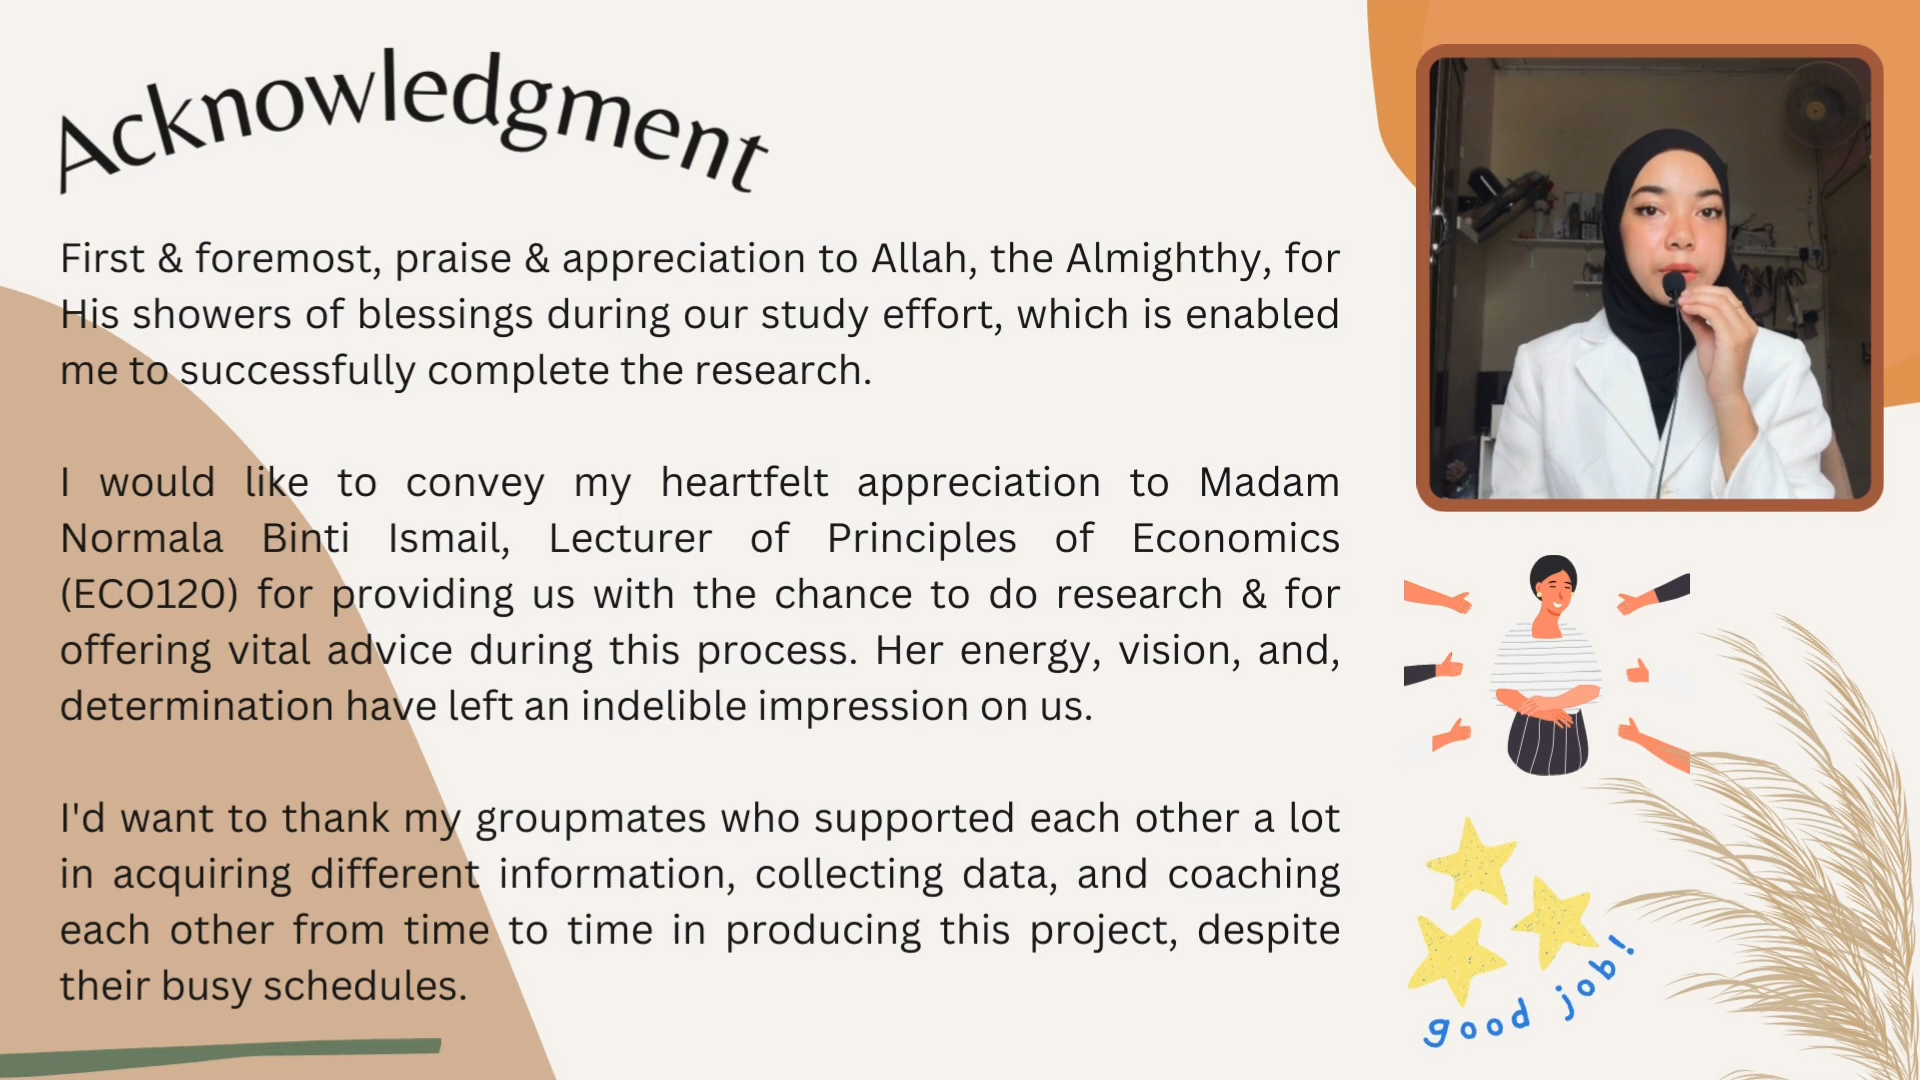 Acknowledgment
First & foremost, praise & appreciation to Allah, the Almighthy, for
His showers of blessings during our study effort, which is enabled
me to successfully complete the research.
I would like to convey my heartfelt appreciation to Madam
Normala Binti Ismail, Lecturer of Principles of Economics
(ECO120) for providing us with the chance to do research & for
offering vital advice during this process. Her energy, vision, and,
determination have left an indelible impression on us.
I'd want to thank my groupmates who supported each other a lot
in acquiring different information, collecting data, and coaching
each other from time to time in producing this project, despite
their busy schedules.
good job!